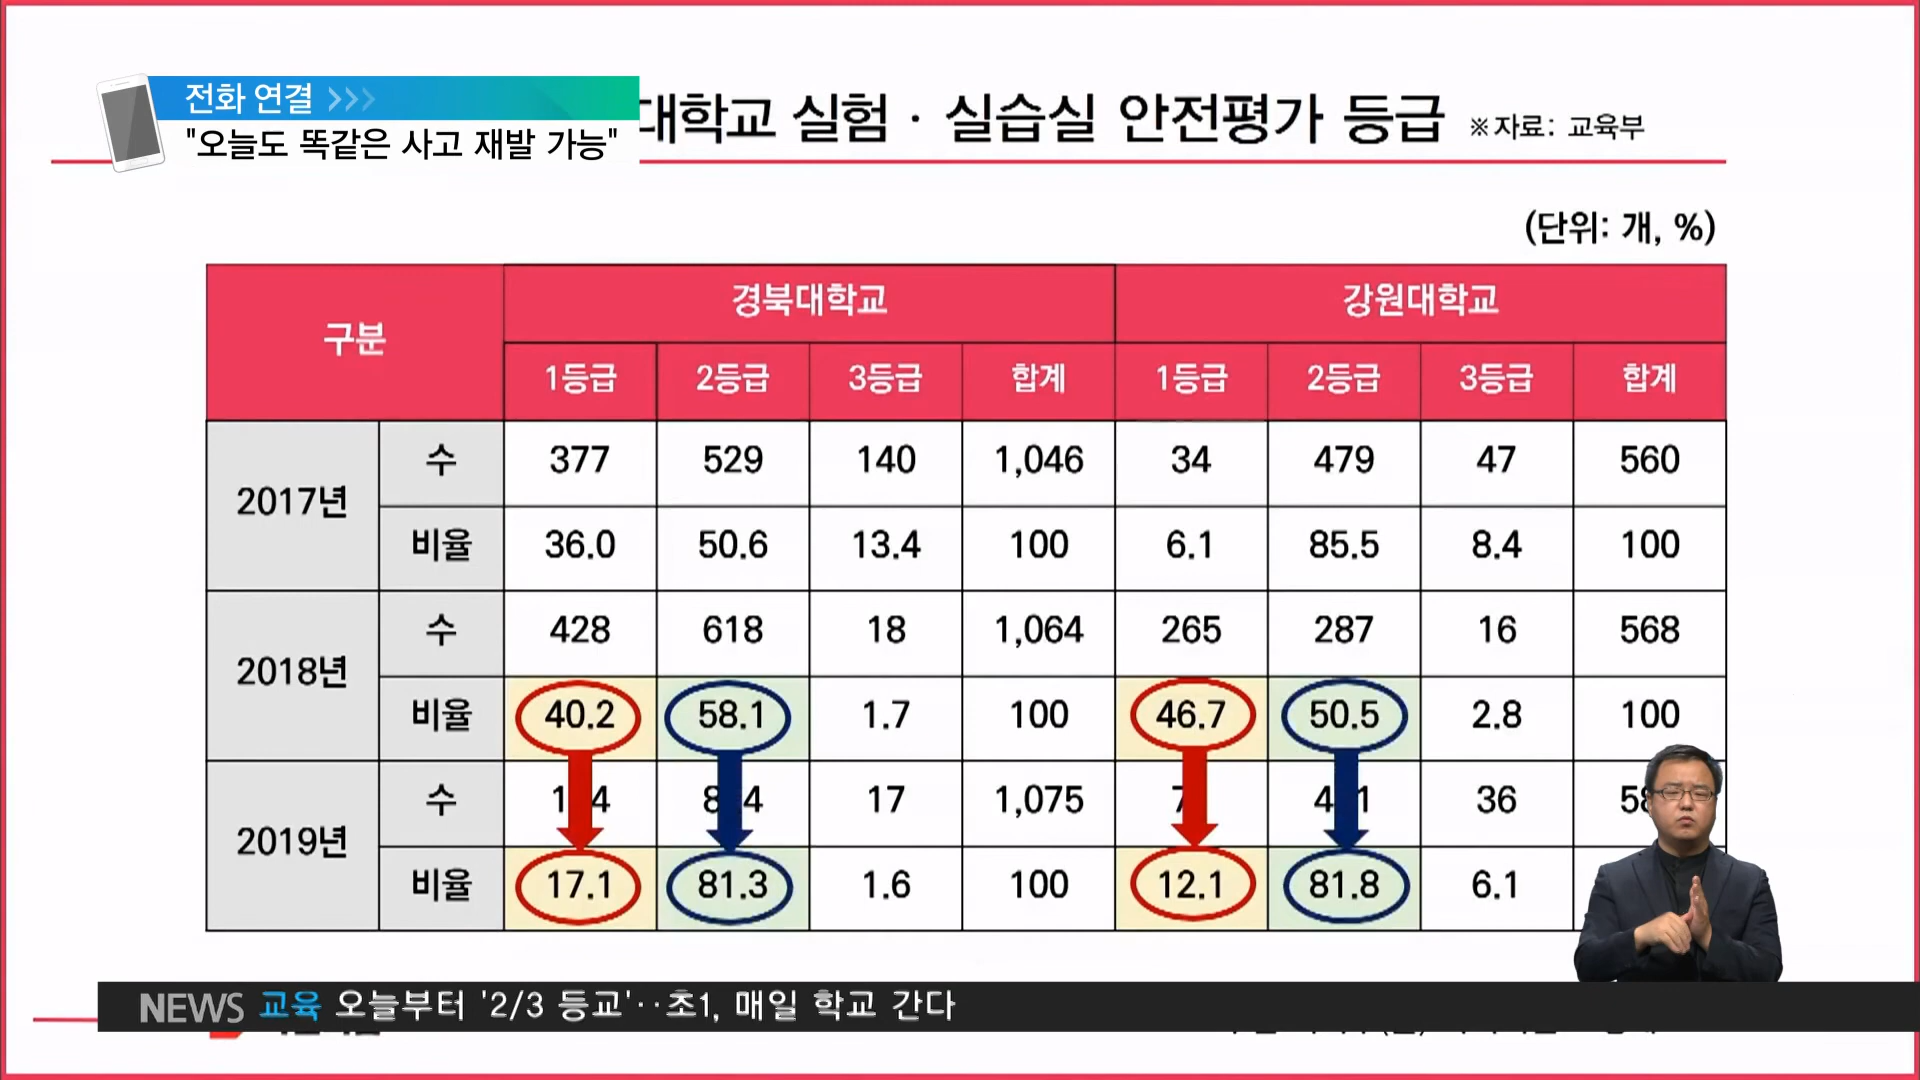 전화 연결
"오늘도 똑같은 사고 재발 가능"
대학교 실험 · 실습실 안전평가 등급 ※자료: 교육부
(단위: 개, %)
구분 경북대학교 강원대학교
1등급 2등급 3등급 합계 1등급 2등급 3등급 합계
2017년 수 377 529 140 1,046 34 479 47 560
비율 36.0 50.6 13.4 100 6.1 85.5 8.4 100
2018년 수 428 618 18 1,064 265 287 16 568
비율 40.2 58.1 1.7 100 46.7 50.5 2.8 100
2019년 수 17 1,075 36
비율 17.1 81.3 1.6 100 12.1 81.8 6.1
NEWS 교육 오늘부터 '2/3 등교'··초1, 매일 학교 간다